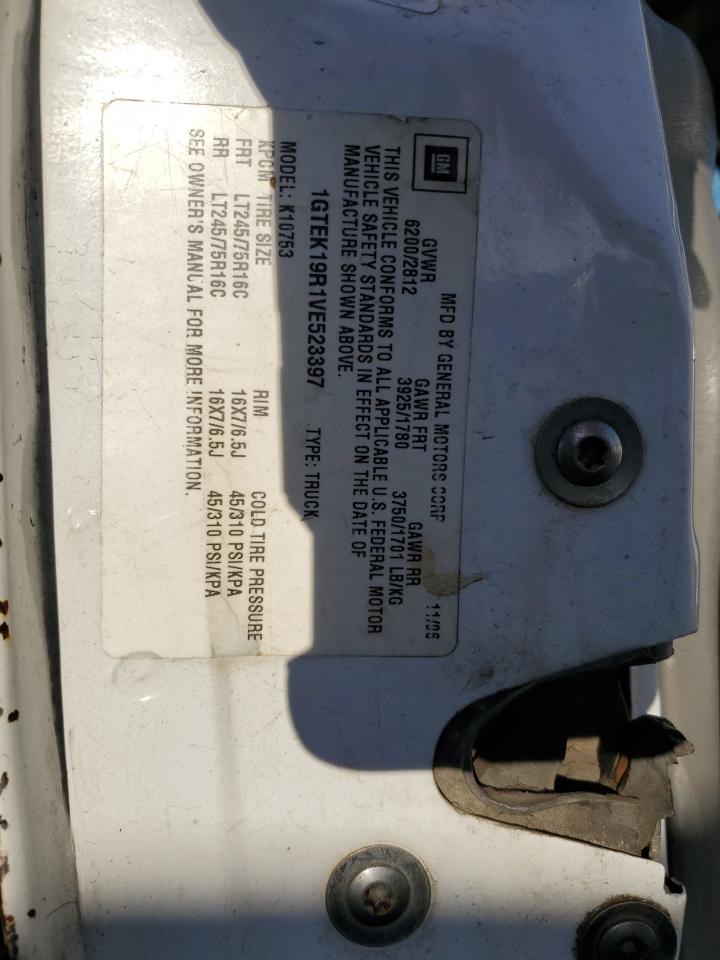 GM
MFD BY GENERAL MOTORS CORP 11/96
GVWR GAWR FRT GAWR RR
6200/2812 3925/1780 3750/1701 LB/KG
THIS VEHICLE CONFORMS TO ALL APPLICABLE U.S. FEDERAL MOTOR
VEHICLE SAFETY STANDARDS IN EFFECT ON THE DATE OF
MANUFACTURE SHOWN ABOVE.
1GTEK19R1VE523397 TYPE: TRUCK
MODEL: K10753
KPCM TIRE SIZE RIM COLD TIRE PRESSURE
FRT LT245/75R16C 16X7/6.5J 45/310 PSI/KPA
RR LT245/75R16C 16X7/6.5J 45/310 PSI/KPA
SEE OWNER'S MANUAL FOR MORE INFORMATION.